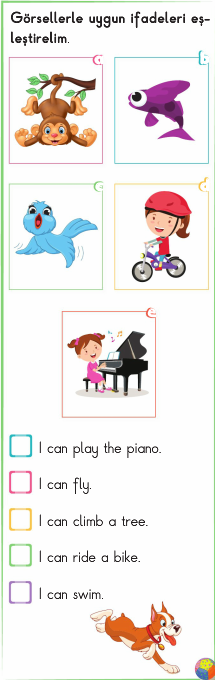 Görsellerle uygun ifadeleri eş-
leştirelim.
I can play the piano.
I can fly.
I can climb a tree.
I can ride a bike.
I can swim.